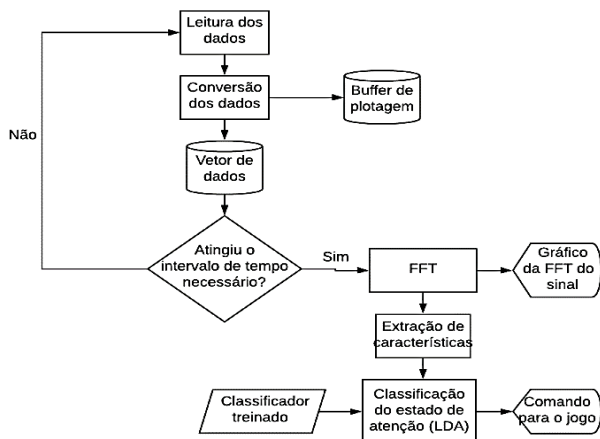 Leitura dos
dados
Conversão
dos dados
Buffer de
plotagem
Não
Vetor de
dados
Atingiu o
intervalo de tempo
necessário?
Sim
FFT
Gráfico
da FFT do
sinal
Extração de
características
Classificador
treinado
Classificação
do estado de
atenção (LDA)
Comando
para o jogo